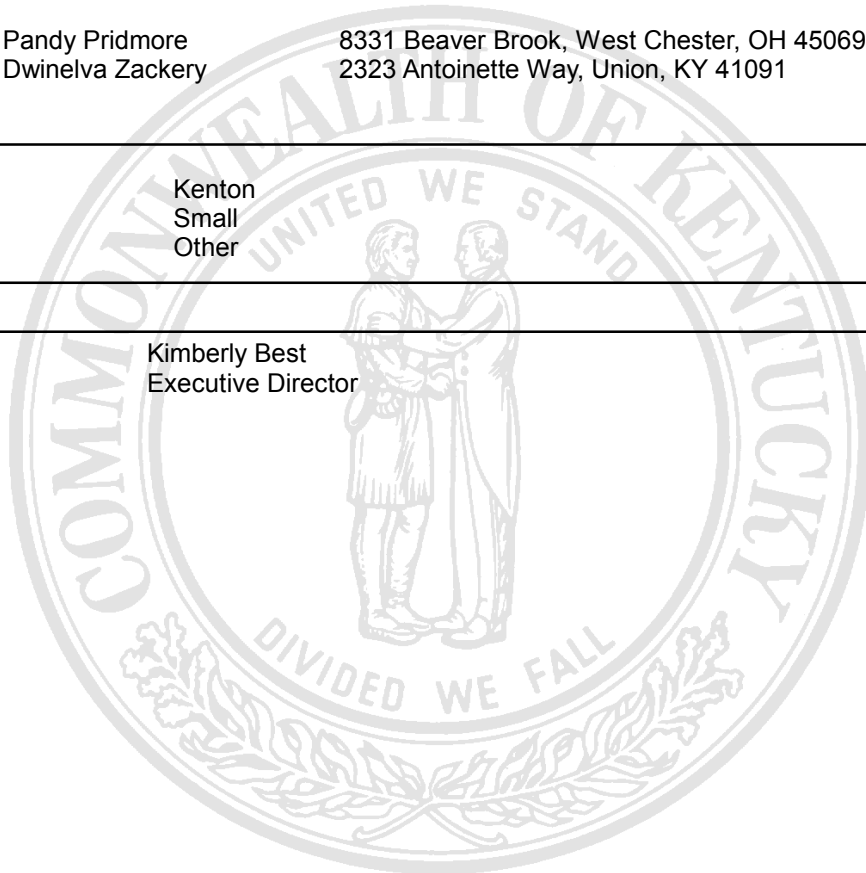 Pandy Pridmore 8331 Beaver Brook, West Chester, OH 45069
Dwinelva Zackery 2323 Antoinette Way, Union, KY 41091
COMMONWEALTH OF KENTUCKY
UNITED WE STAND
Kenton
Small
Other
Kimberly Best
Executive Director
DIVIDED WE FALL